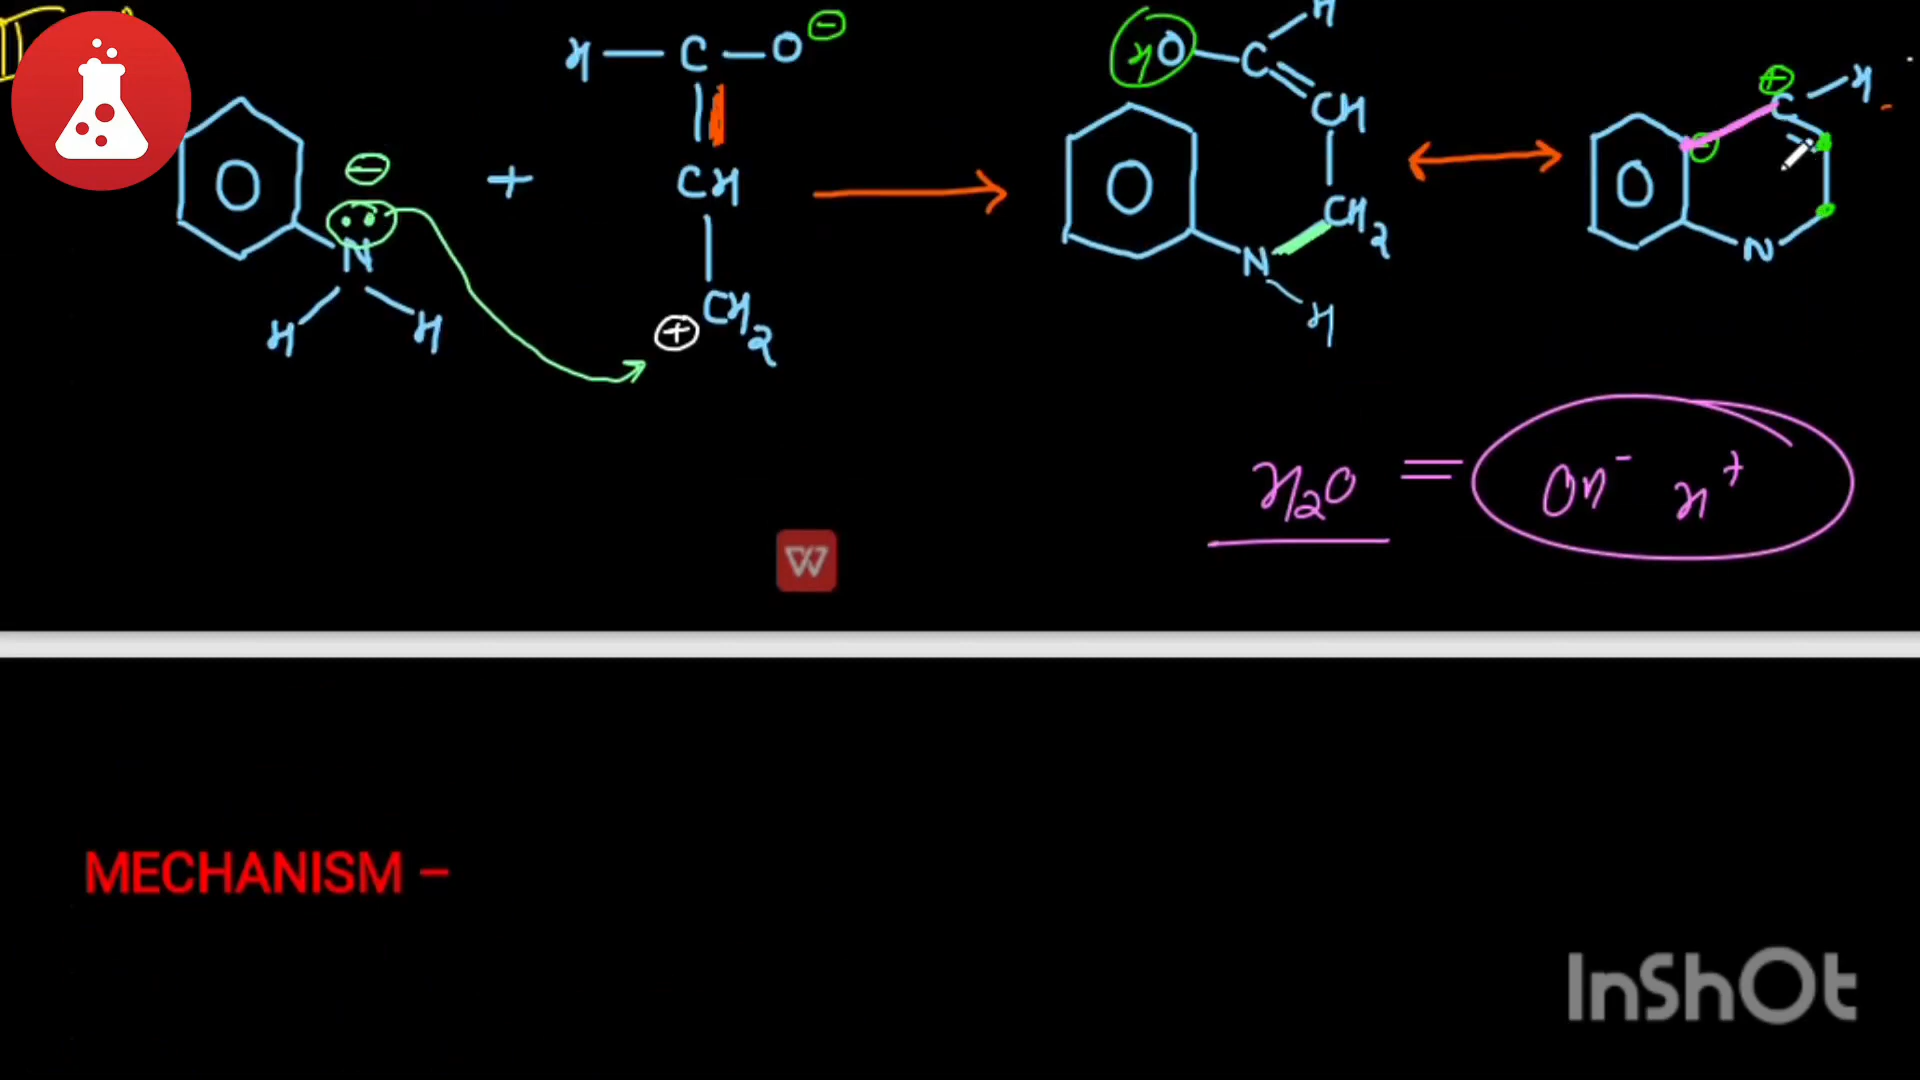 H — C — O ⊖
CH
CH2
⊕
O
⊖
N
H H
+
HO — C = CH
H
CH2
O
N
H
⊕
C — H
⊖
O
N
H2O = OH⁻ H⁺
W
MECHANISM –
InShOt